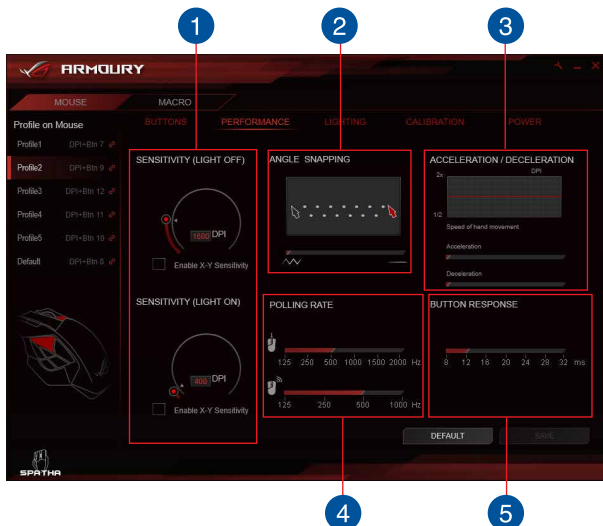 1
2
3
ARMOURY
MOUSE MACRO
Profile on Mouse
BUTTONS PERFORMANCE LIGHTING CALIBRATION POWER
Profile1 DPI+Btn 7
Profile2 DPI+Btn 9
Profile3 DPI+Btn 12
Profile4 DPI+Btn 11
Profile5 DPI+Btn 10
Default DPI+Btn 8
SENSITIVITY (LIGHT OFF)
1600 DPI
Enable X-Y Sensitivity
SENSITIVITY (LIGHT ON)
400 DPI
Enable X-Y Sensitivity
ANGLE SNAPPING
ACCELERATION / DECELERATION
DPI
2x
1/2
Speed of hand movement
Acceleration
Deceleration
POLLING RATE
125 250 500 1000 1500 2000 Hz
125 250 500 1000 Hz
BUTTON RESPONSE
8 12 16 20 24 28 32 ms
DEFAULT SAVE
SPATHA
4
5